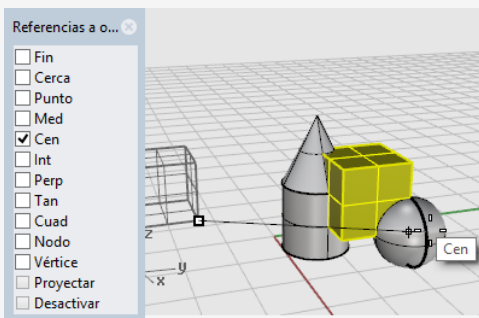 Referencias a o...
Fin
Cerca
Punto
Med
Cen
Int
Perp
Tan
Cuad
Nodo
Vértice
Proyectar
Desactivar
z
y
x
Cen